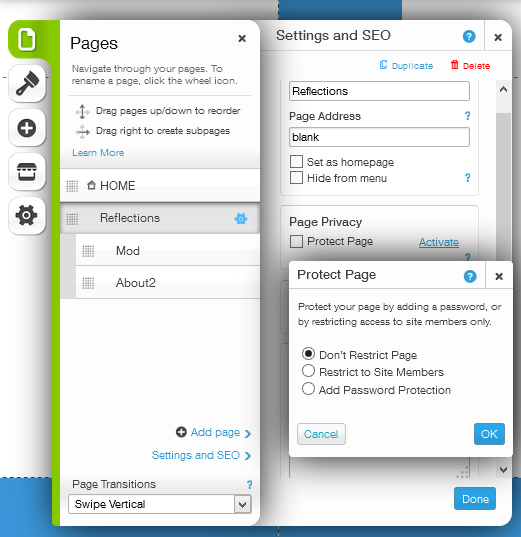 Pages
Navigate through your pages. To
rename a page, click the wheel icon.
Drag pages up/down to reorder
Drag right to create subpages
Learn More
HOME
Reflections
Mod
About2
Add page
Settings and SEO
Page Transitions
?
Swipe Vertical
Settings and SEO
?
Duplicate
Delete
Reflections
Page Address
?
blank
Set as homepage
Hide from menu
?
Page Privacy
Protect Page
Activate
?
Protect Page
?
Protect your page by adding a password, or
by restricting access to site members only.
Don't Restrict Page
Restrict to Site Members
Add Password Protection
Cancel
OK
Done